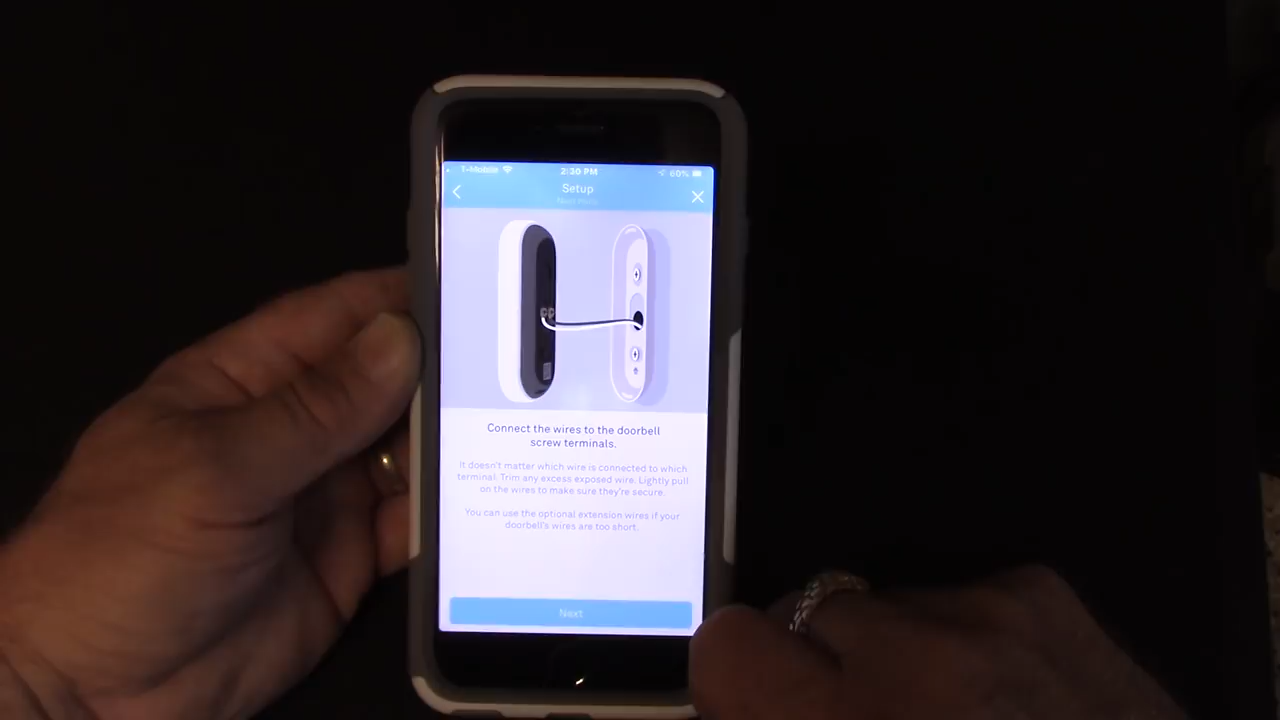 T-Mobile 2:30 PM 60%
Setup
Connect the wires to the doorbell
screw terminals.
It doesn't matter which wire is connected to which
terminal. Trim any excess exposed wire. Lightly pull
on the wires to make sure they're secure.
You can use the optional extension wires if your
doorbell's wires are too short.
Next